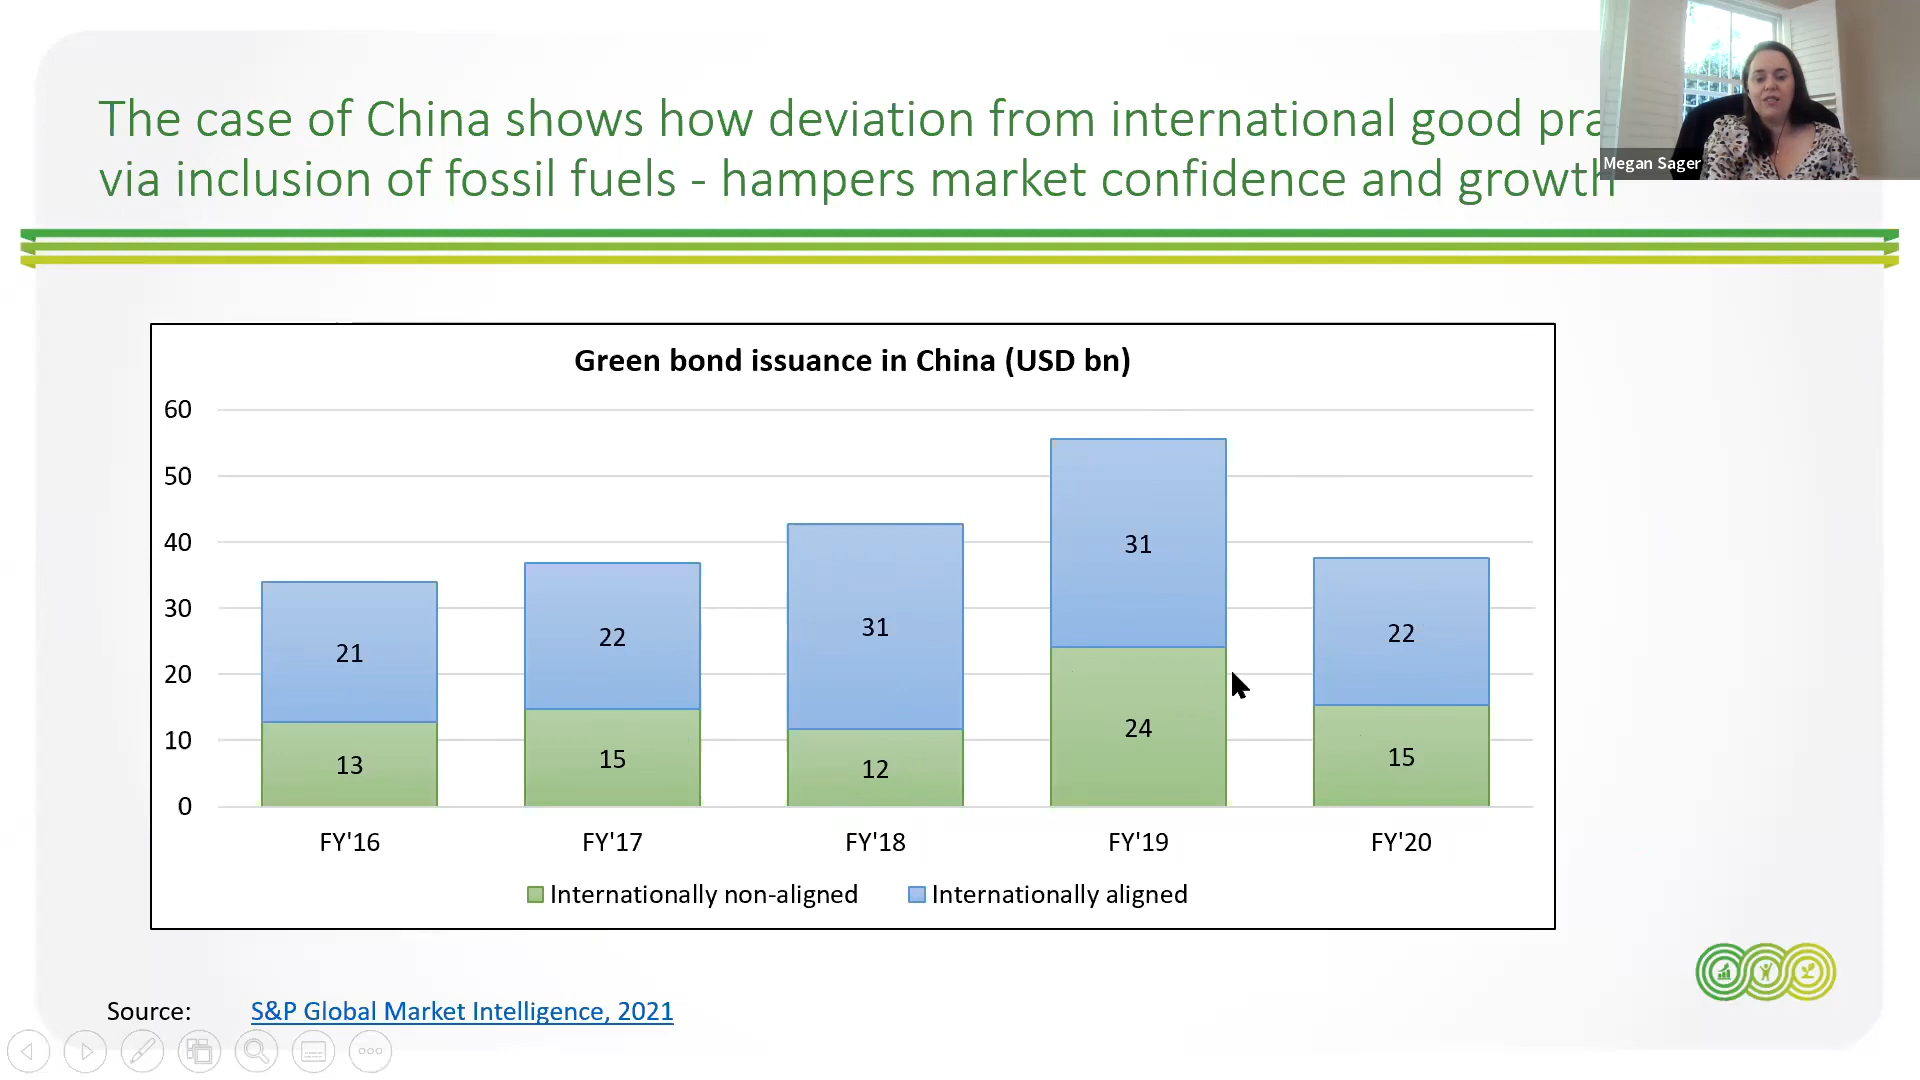 The case of China shows how deviation from international good
via inclusion of fossil fuels - hampers market confidence and growth
Megan Sager
Green bond issuance in China (USD bn)
60
50
40
30
20
10
0
21
22
31
31
22
13
15
12
24
15
FY'16 FY'17 FY'18 FY'19 FY'20
Internationally non-aligned Internationally aligned
Source: S&P Global Market Intelligence, 2021